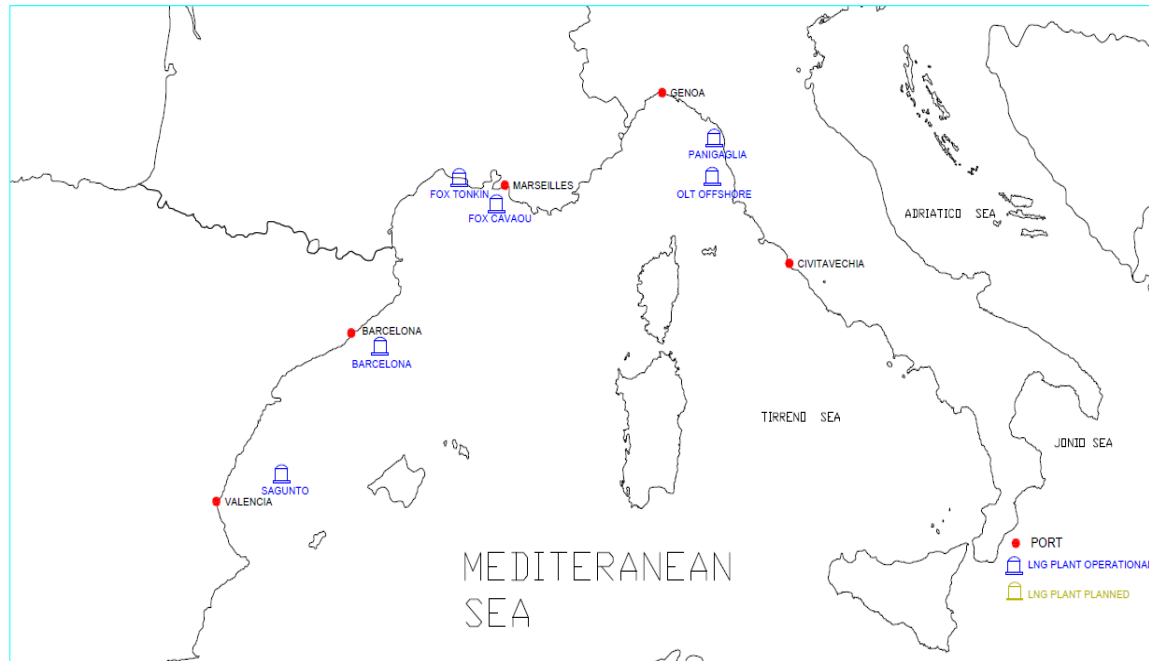 GENOA
PANIGAGLIA
OLT OFFSHORE
FOX TONKIN
MARSEILLES
FOX CAVAOU
ADRIATICO SEA
CIVITAVECHIA
BARCELONA
BARCELONA
TIRRENO SEA
JONIO SEA
SAGUNTO
VALENCIA
MEDITERANEAN
SEA
PORT
LNG PLANT OPERATIONAL
LNG PLANT PLANNED